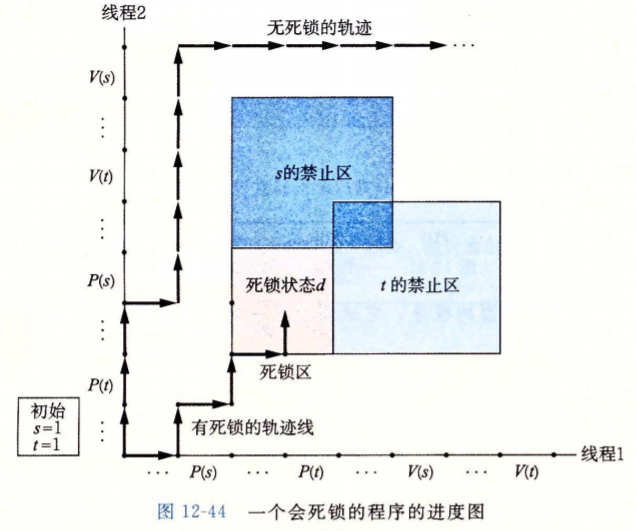 线程2
无死锁的轨迹
...
V(s)
⋮
s的禁止区
V(t)
⋮
P(s)
死锁状态d
t 的禁止区
⋮
死锁区
P(t)
初始
s=1
t=1
⋮
有死锁的轨迹线
线程1
... P(s) ... P(t) ... V(s) ... V(t)
图 12-44 一个会死锁的程序的进度图